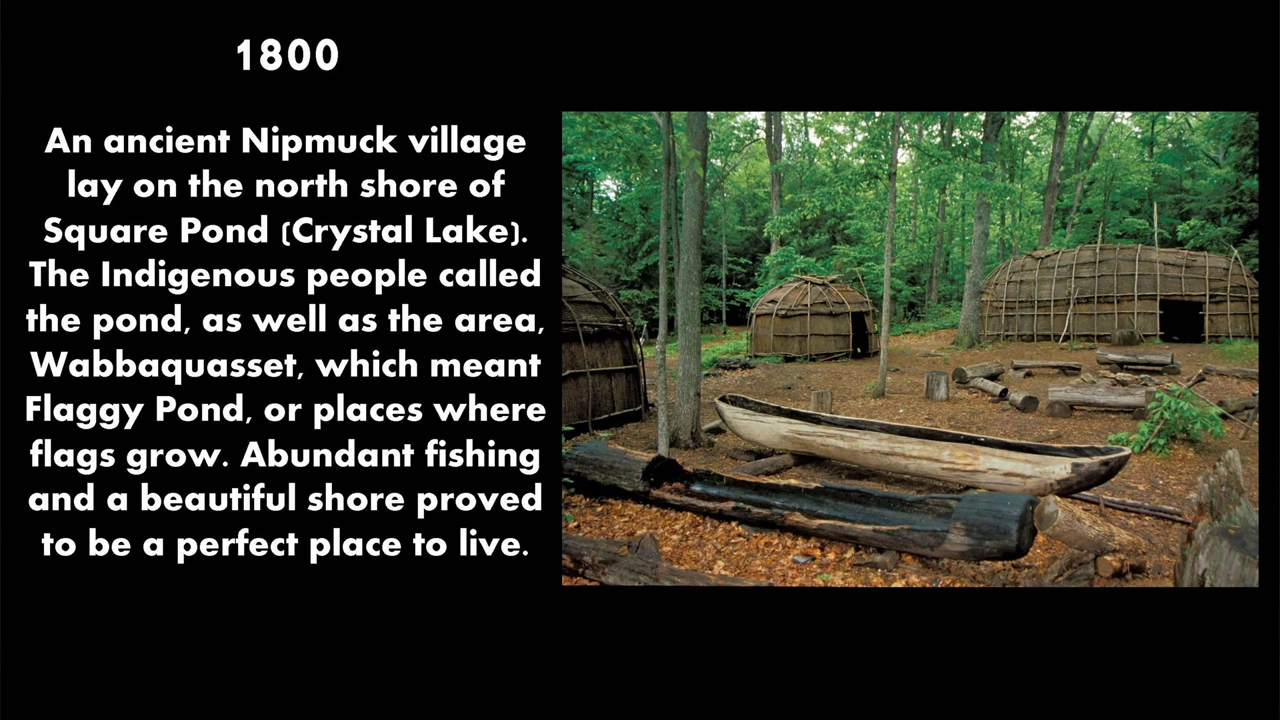 1800
An ancient Nipmuck village
lay on the north shore of
Square Pond (Crystal Lake).
The Indigenous people called
the pond, as well as the area,
Wabbaquasset, which meant
Flaggy Pond, or places where
flags grow. Abundant fishing
and a beautiful shore proved
to be a perfect place to live.